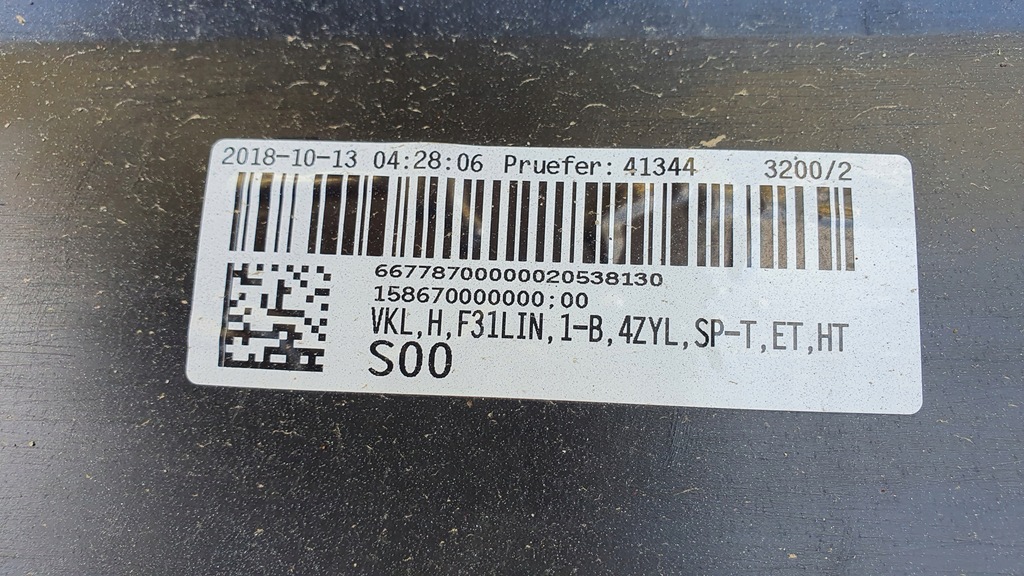 2018-10-13 04:28:06 Pruefer: 41344 3200/2
66778700000020538130
158670000000;00
VKL,H,F31LIN,1-B,4ZYL,SP-T,ET,HT
S00